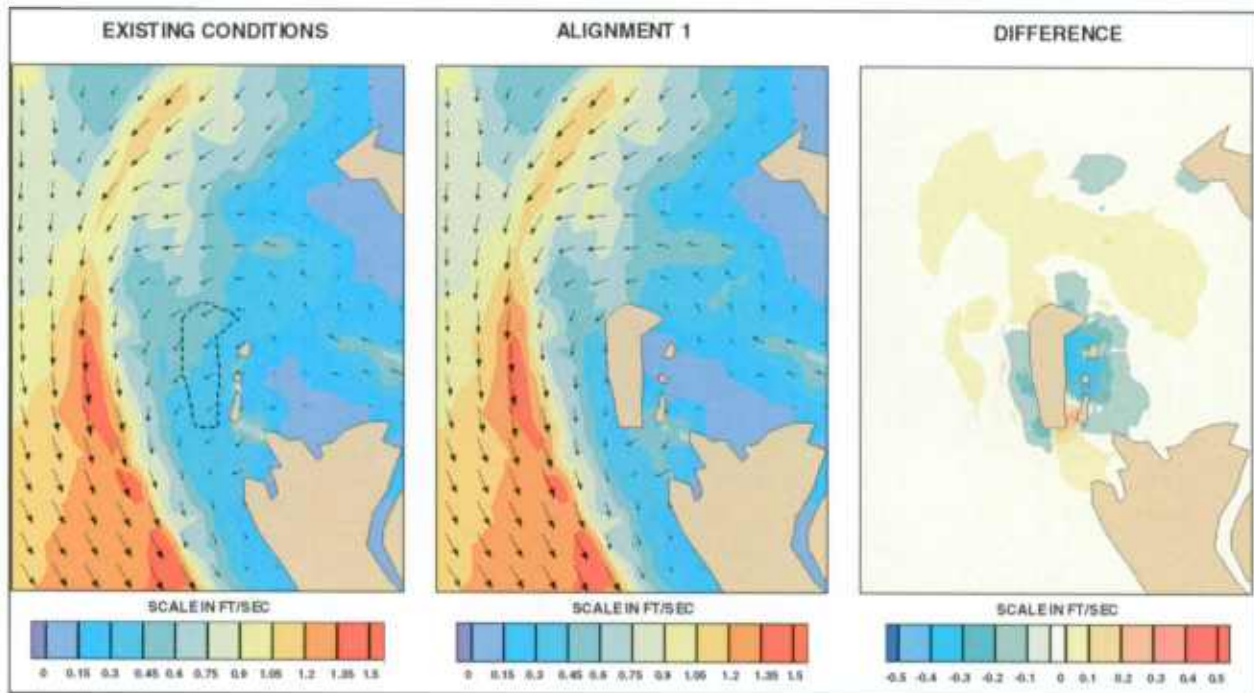 EXISTING CONDITIONS
ALIGNMENT 1
DIFFERENCE
SCALE IN FT/SEC
0 0.15 0.3 0.45 0.6 0.75 0.9 1.05 1.2 1.35 1.5
SCALE IN FT/SEC
0 0.15 0.3 0.45 0.6 0.75 0.9 1.05 1.2 1.35 1.5
SCALE IN FT/SEC
-0.5 -0.4 -0.3 -0.2 -0.1 0 0.1 0.2 0.3 0.4 0.5